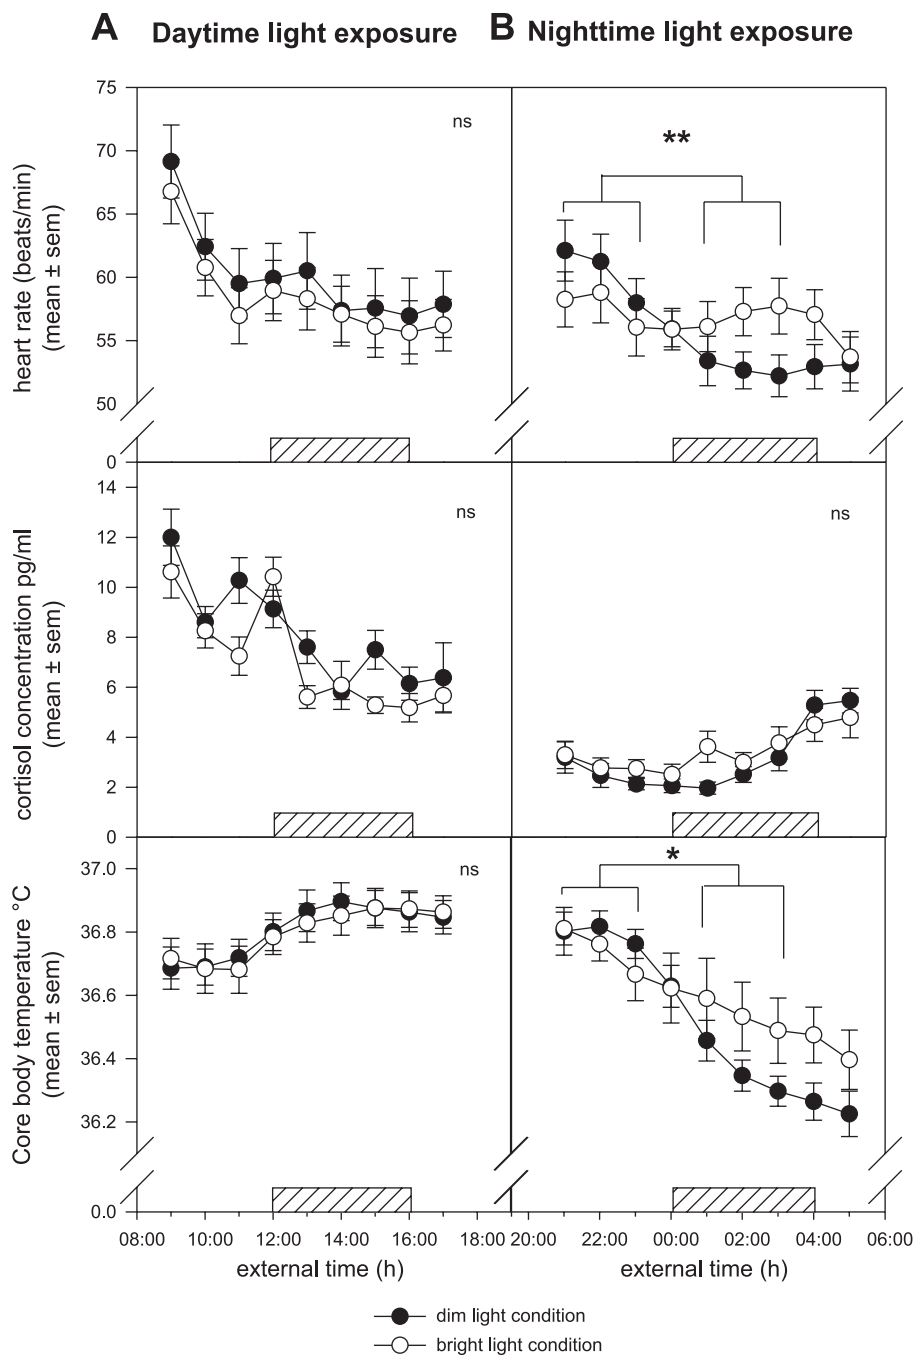 A Daytime light exposure B Nighttime light exposure
heart rate (beats/min)
(mean ± sem)
75
70
65
60
55
50
0
ns
**
cortisol concentration pg/ml
(mean ± sem)
14
12
10
8
6
4
2
0
ns
ns
Core body temperature °C
(mean ± sem)
37.0
36.8
36.6
36.4
36.2
0.0
ns
*
08:00 10:00 12:00 14:00 16:00 18:00 20:00 22:00 00:00 02:00 04:00 06:00
external time (h) external time (h)
dim light condition
bright light condition